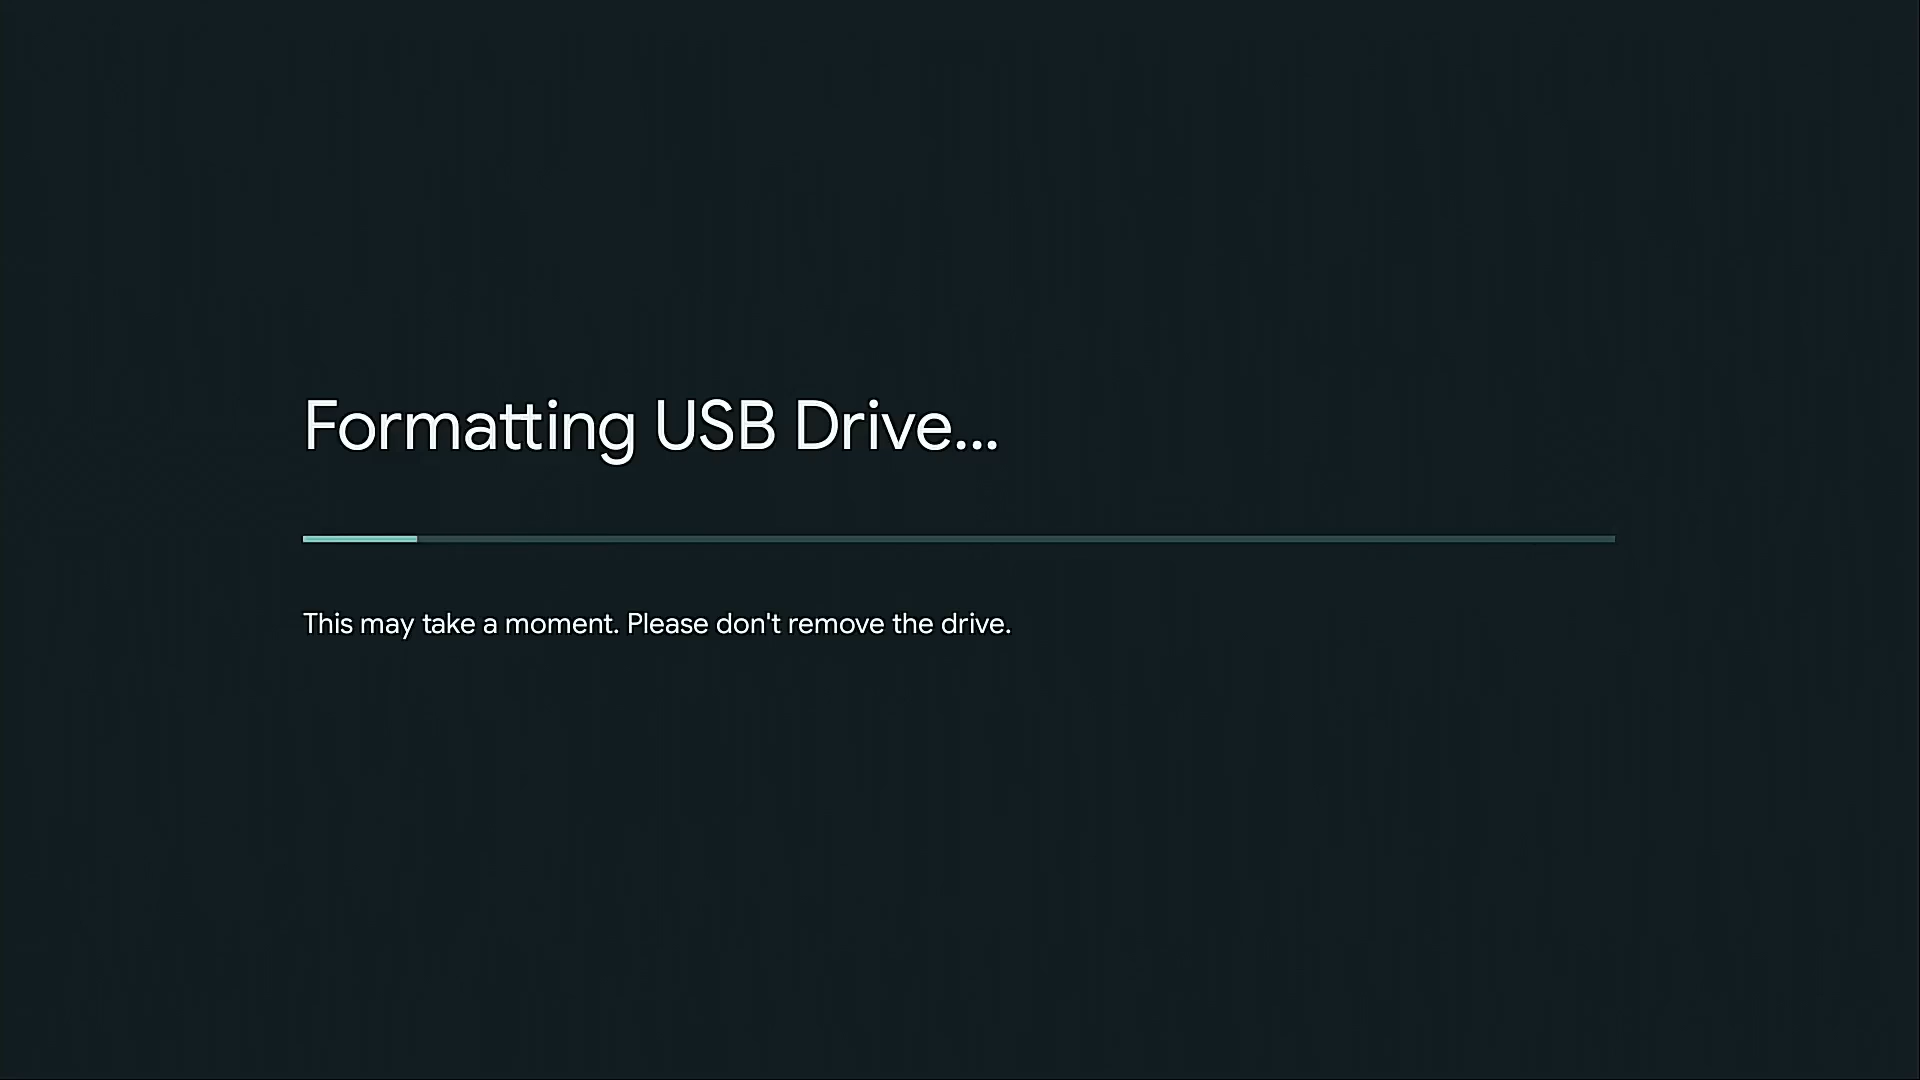 Formatting USB Drive...
This may take a moment. Please don't remove the drive.